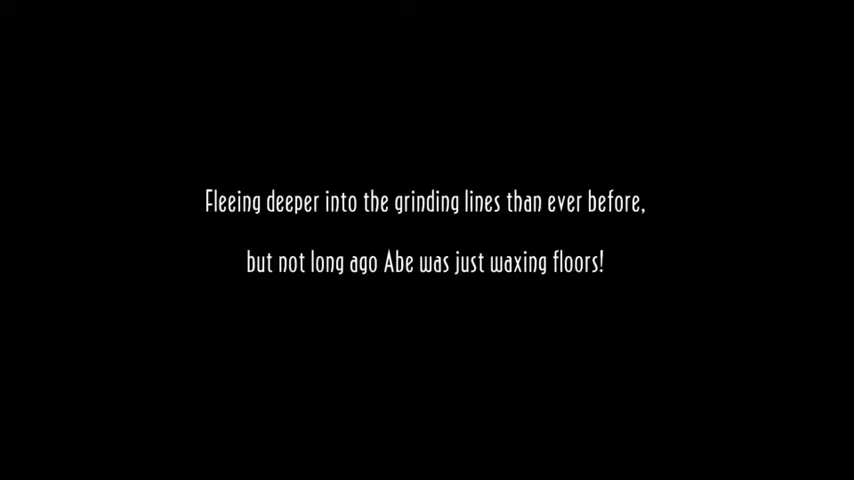 Fleeing deeper into the grinding lines than ever before,
but not long ago Abe was just waxing floors!